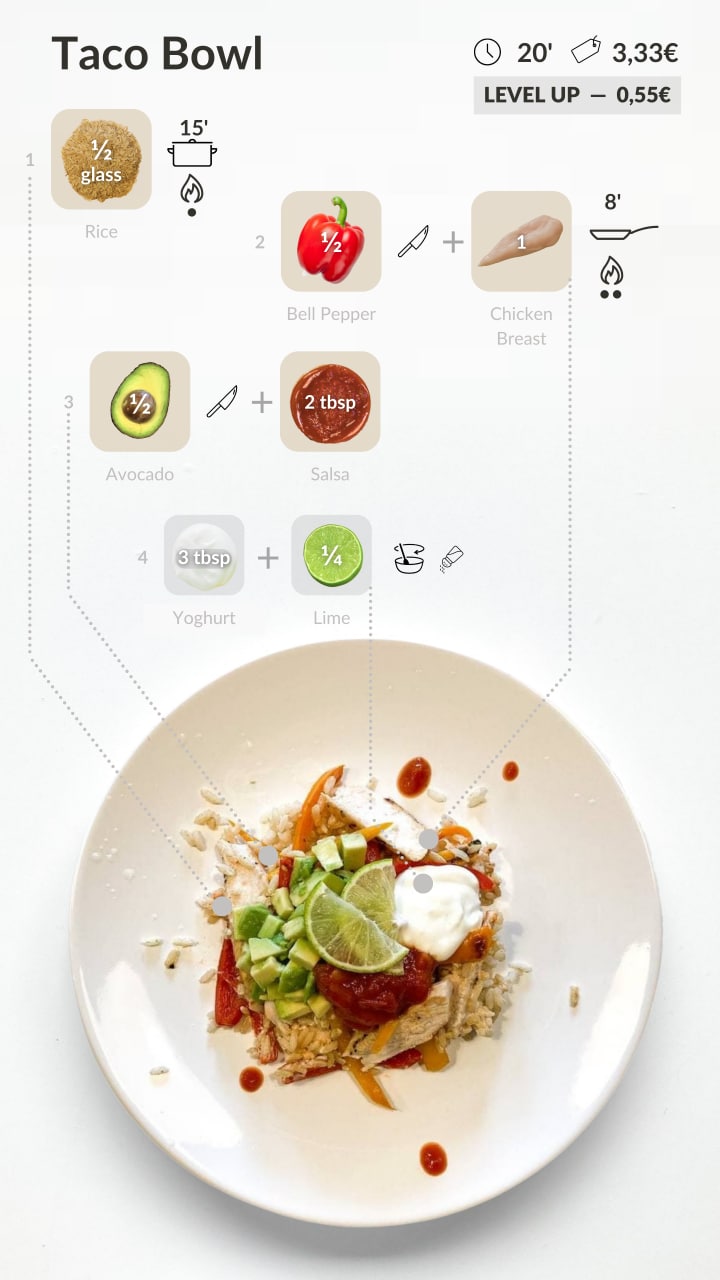 Taco Bowl
20' 3,33€
LEVEL UP — 0,55€
1
½
glass
15'
Rice
2
½
Bell Pepper
+
1
Chicken
Breast
8'
3
½
Avocado
+
2 tbsp
Salsa
4
3 tbsp
Yoghurt
+
¼
Lime